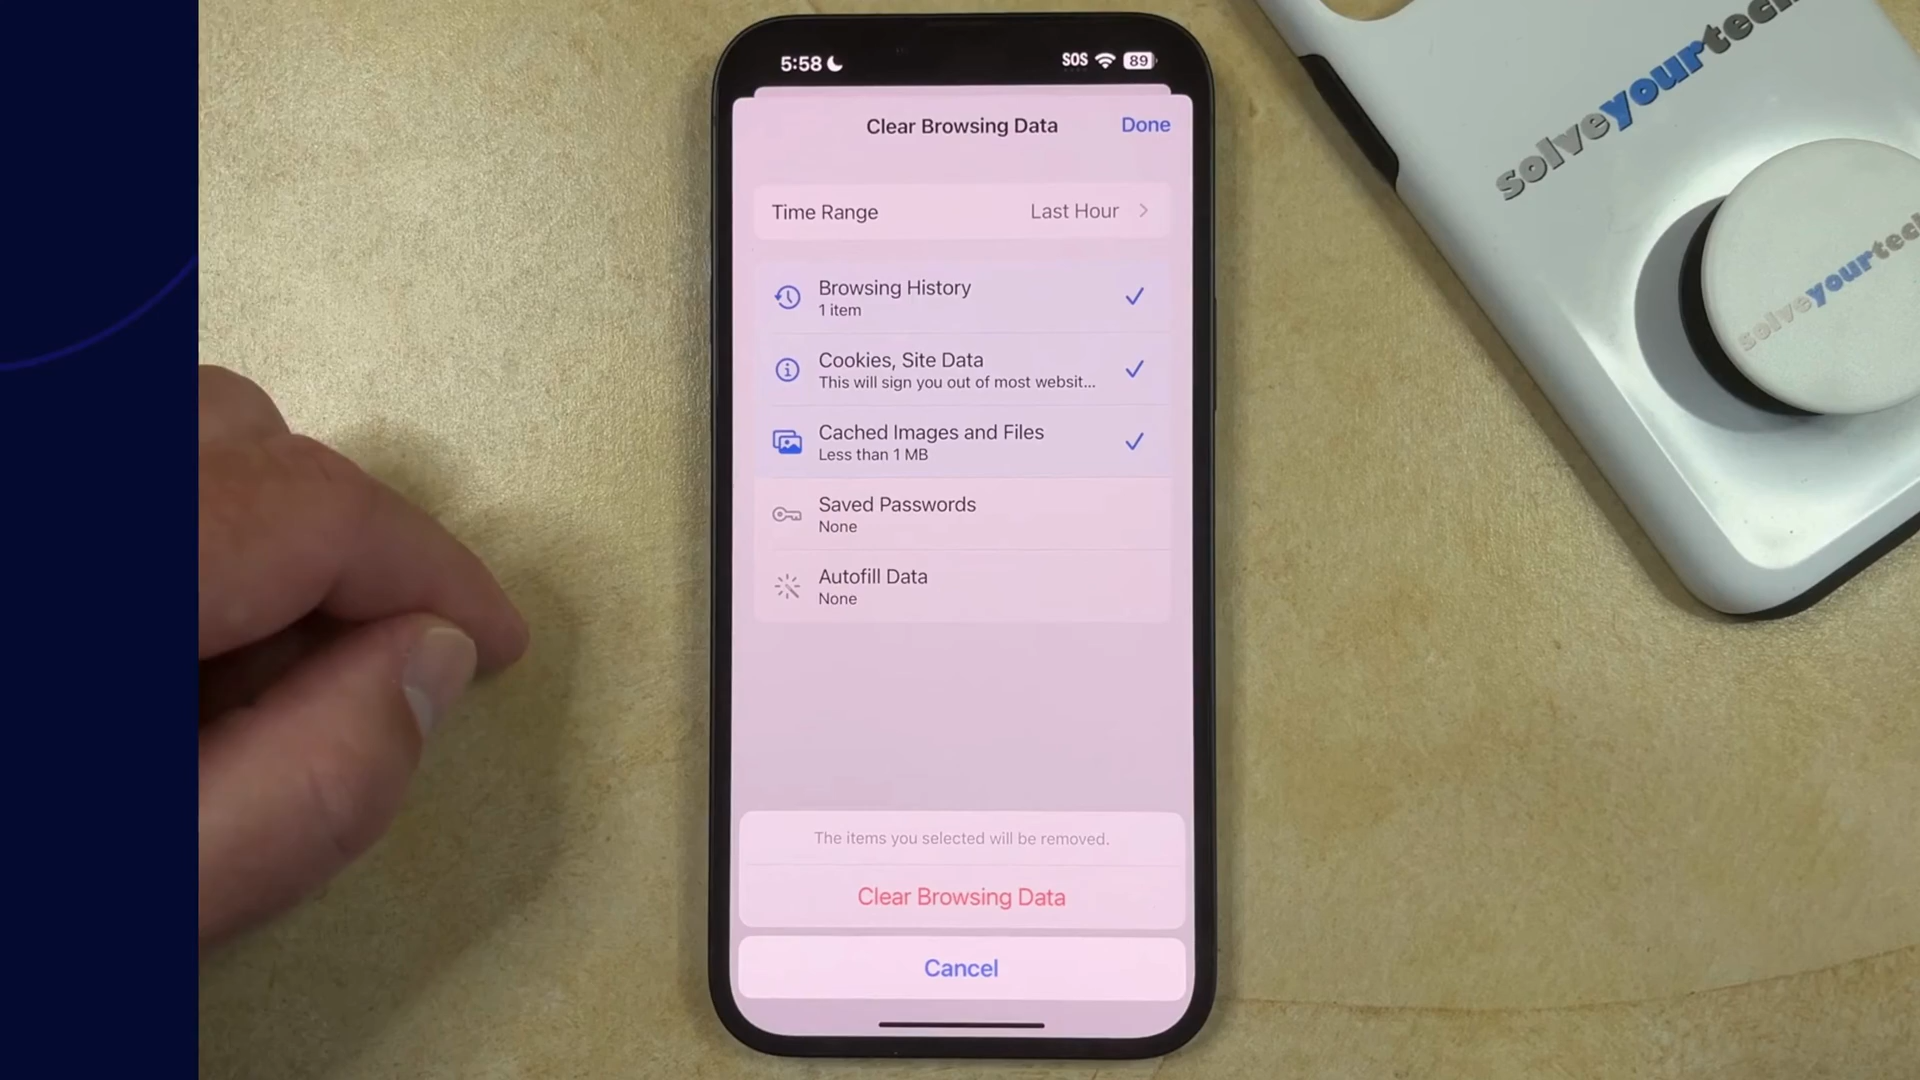 5:58
SOS
89
Clear Browsing Data
Done
Time Range
Last Hour
Browsing History
1 item
Cookies, Site Data
This will sign you out of most websit...
Cached Images and Files
Less than 1 MB
Saved Passwords
None
Autofill Data
None
The items you selected will be removed.
Clear Browsing Data
Cancel
solveyourtech
solveyourtec